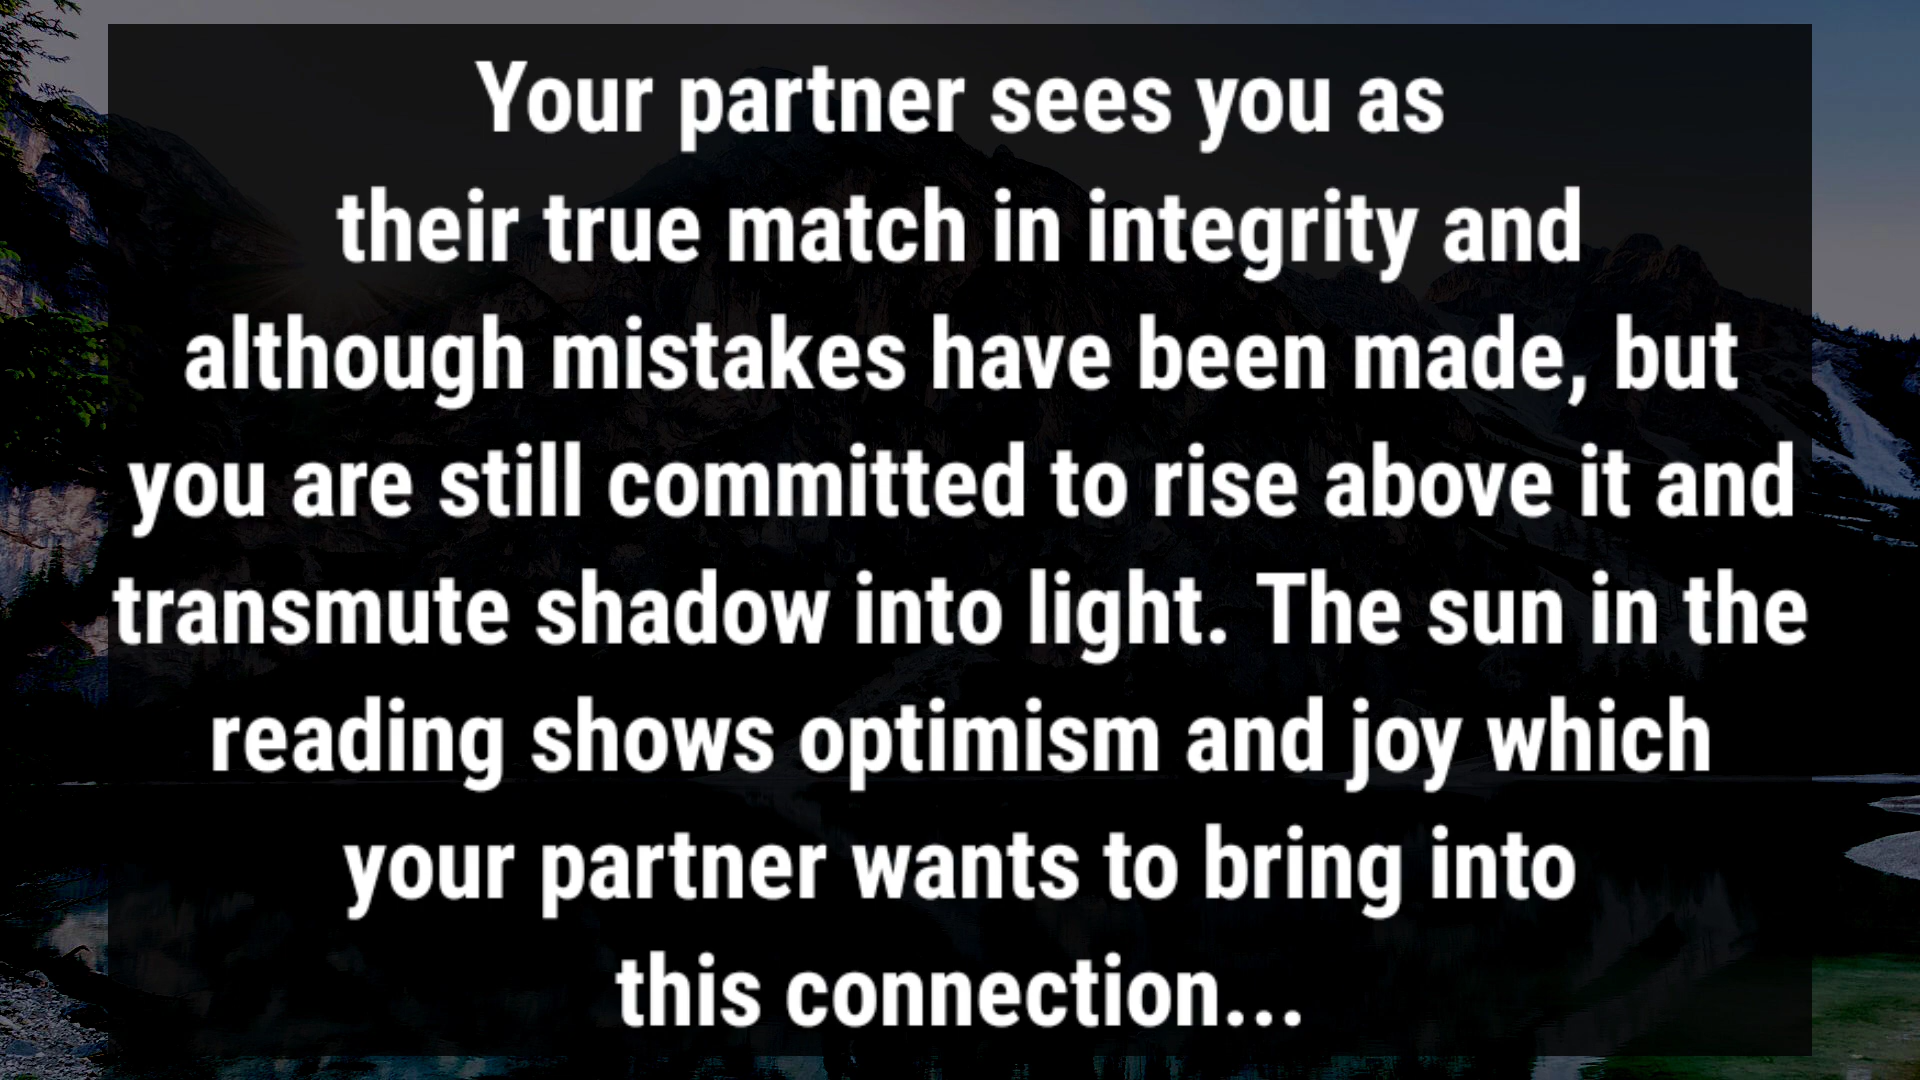 Your partner sees you as
their true match in integrity and
although mistakes have been made, but
you are still committed to rise above it and
transmute shadow into light. The sun in the
reading shows optimism and joy which
your partner wants to bring into
this connection...